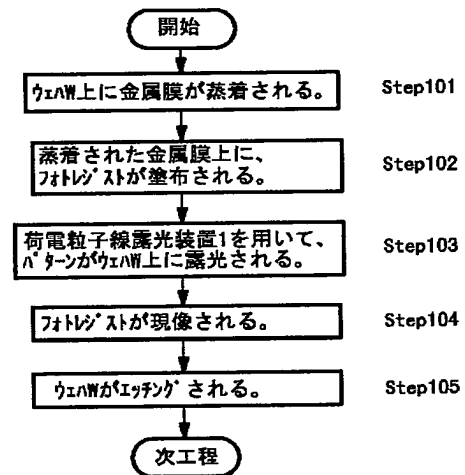 開始
ｳｪﾊW上に金属膜が蒸着される。 Step101
蒸着された金属膜上に、
ﾌｫﾄﾚｼﾞｽﾄが塗布される。 Step102
荷電粒子線露光装置1を用いて、
ﾊﾟﾀｰﾝがｳｪﾊW上に露光される。 Step103
ﾌｫﾄﾚｼﾞｽﾄが現像される。 Step104
ｳｪﾊWがｴｯﾁﾝｸﾞされる。 Step105
次工程